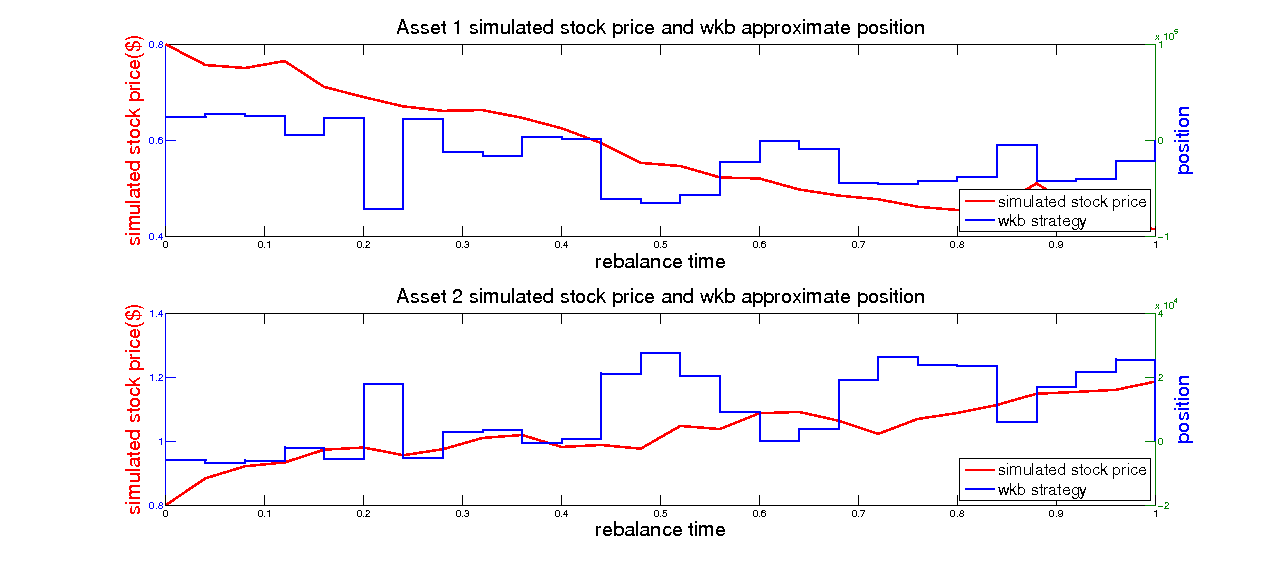 Asset 1 simulated stock price and wkb approximate position
x 10^5
simulated stock price($)
0.8
0.6
0.4
1
0
−1
position
simulated stock price
wkb strategy
0 0.1 0.2 0.3 0.4 0.5 0.6 0.7 0.8 0.9 1
rebalance time
Asset 2 simulated stock price and wkb approximate position
x 10^4
simulated stock price($)
1.4
1.2
1
0.8
4
2
0
−2
position
simulated stock price
wkb strategy
0 0.1 0.2 0.3 0.4 0.5 0.6 0.7 0.8 0.9 1
rebalance time